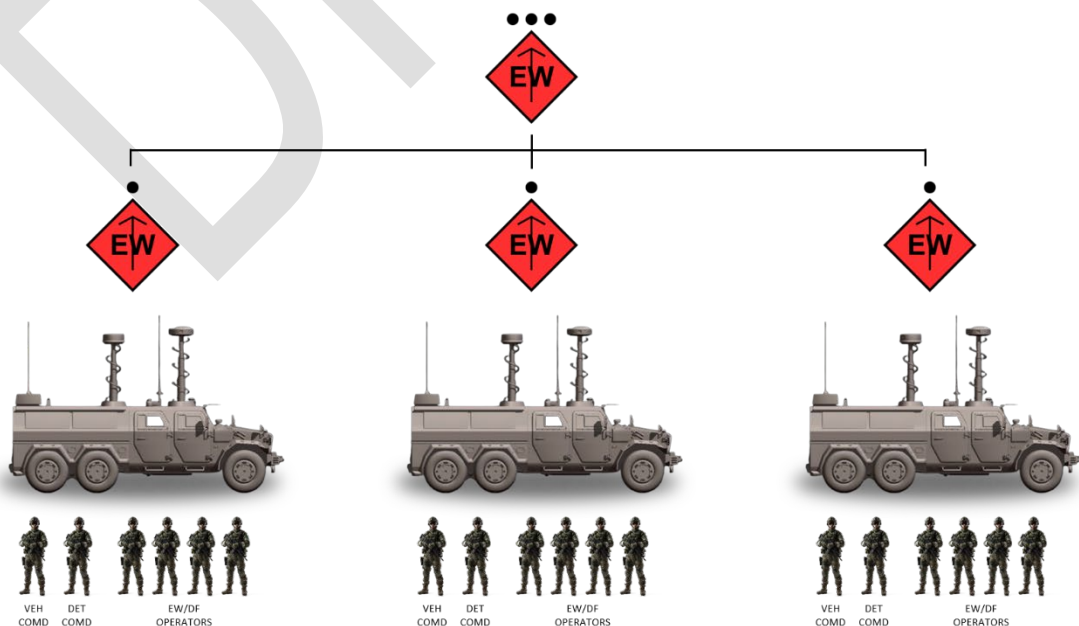 EW
EW
EW
EW
VEH
COMD
DET
COMD
EW/DF
OPERATORS
VEH
COMD
DET
COMD
EW/DF
OPERATORS
VEH
COMD
DET
COMD
EW/DF
OPERATORS